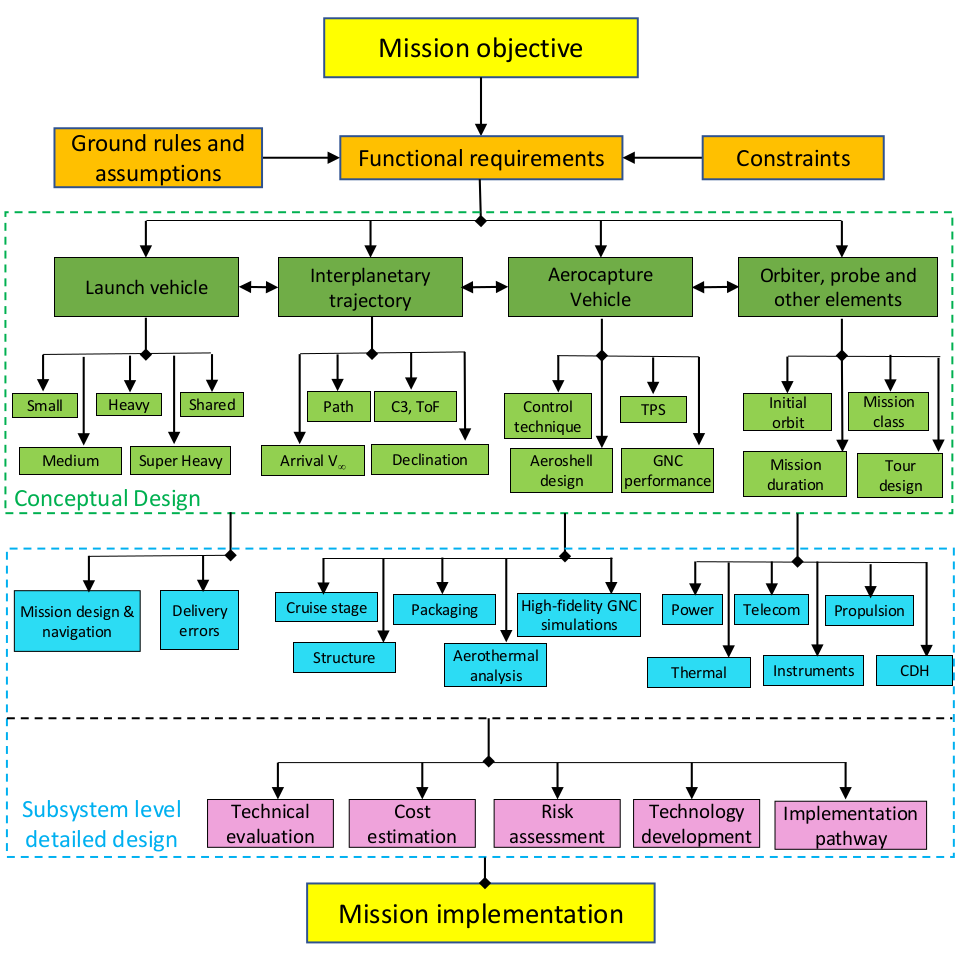 Mission objective
Ground rules and
assumptions
Functional requirements
Constraints
Launch vehicle
Interplanetary
trajectory
Aerocapture
Vehicle
Orbiter, probe and
other elements
Small
Heavy
Shared
Medium
Super Heavy
Path
C3, ToF
Arrival V∞
Declination
Control
technique
TPS
Aeroshell
design
GNC
performance
Initial
orbit
Mission
class
Mission
duration
Tour
design
Conceptual Design
Mission design &
navigation
Delivery
errors
Cruise stage
Packaging
High-fidelity GNC
simulations
Structure
Aerothermal
analysis
Power
Telecom
Propulsion
Thermal
Instruments
CDH
Subsystem level
detailed design
Technical
evaluation
Cost
estimation
Risk
assessment
Technology
development
Implementation
pathway
Mission implementation